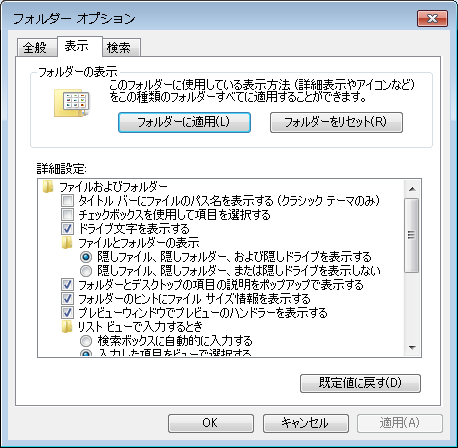 フォルダー オプション
全般
表示
検索
フォルダーの表示
このフォルダーに使用している表示方法（詳細表示やアイコンなど）
をこの種類のフォルダーすべてに適用することができます。
フォルダーに適用(L)
フォルダーをリセット(R)
詳細設定:
ファイルおよびフォルダー
タイトル バーにファイルのパス名を表示する (クラシック テーマのみ)
チェックボックスを使用して項目を選択する
ドライブ文字を表示する
ファイルとフォルダーの表示
隠しファイル、隠しフォルダー、および隠しドライブを表示する
隠しファイル、隠しフォルダー、または隠しドライブを表示しない
フォルダーとデスクトップの項目の説明をポップアップで表示する
フォルダーのヒントにファイル サイズ情報を表示する
プレビューウィンドウでプレビューのハンドラーを表示する
リスト ビューで入力するとき
検索ボックスに自動的に入力する
入力した項目をビューで選択する
既定値に戻す(D)
OK
キャンセル
適用(A)